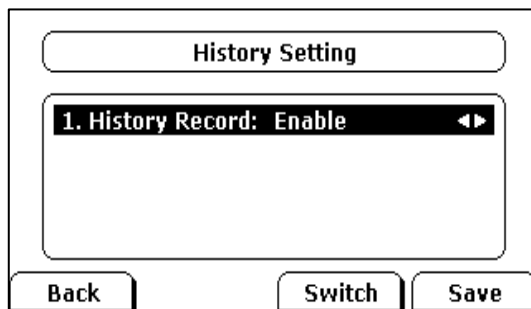 History Setting
1. History Record: Enable
Back Switch Save